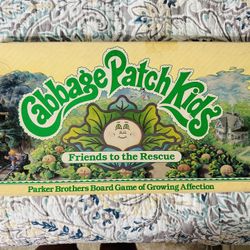 Cabbage Patch Kids
Friends to the Rescue
Parker Brothers Board Game of Growing Affection